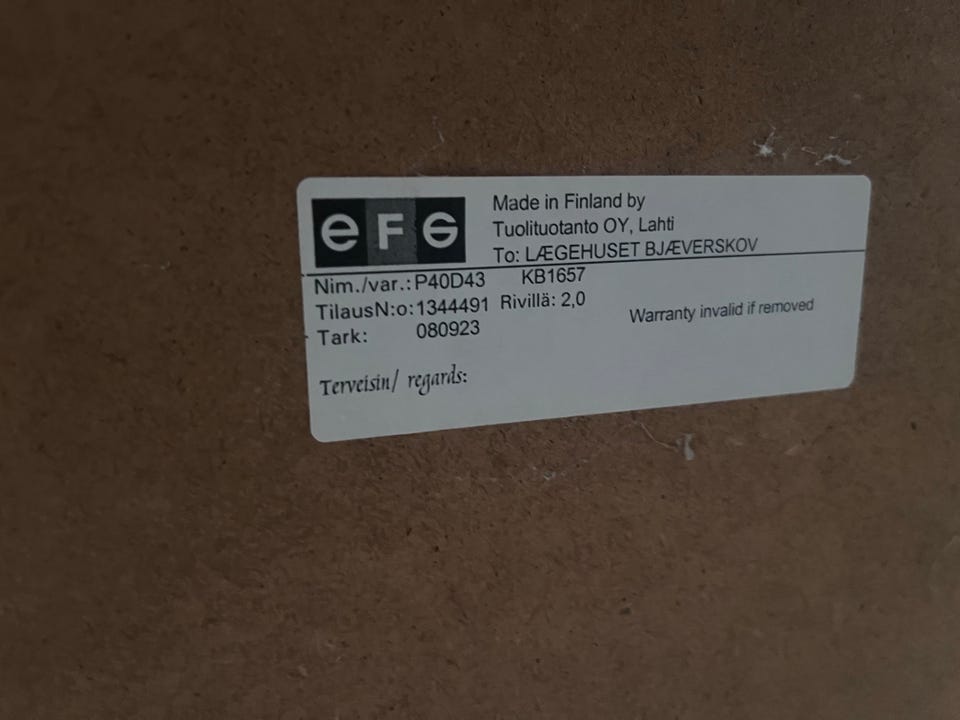 eFG
Made in Finland by
Tuolituotanto OY, Lahti
To: LÆGEHUSET BJÆVERSKOV
Nim./var.: P40D43 KB1657
TilausN:o: 1344491 Rivillä: 2,0
Tark: 080923
Warranty invalid if removed
Terveisin/ regards: